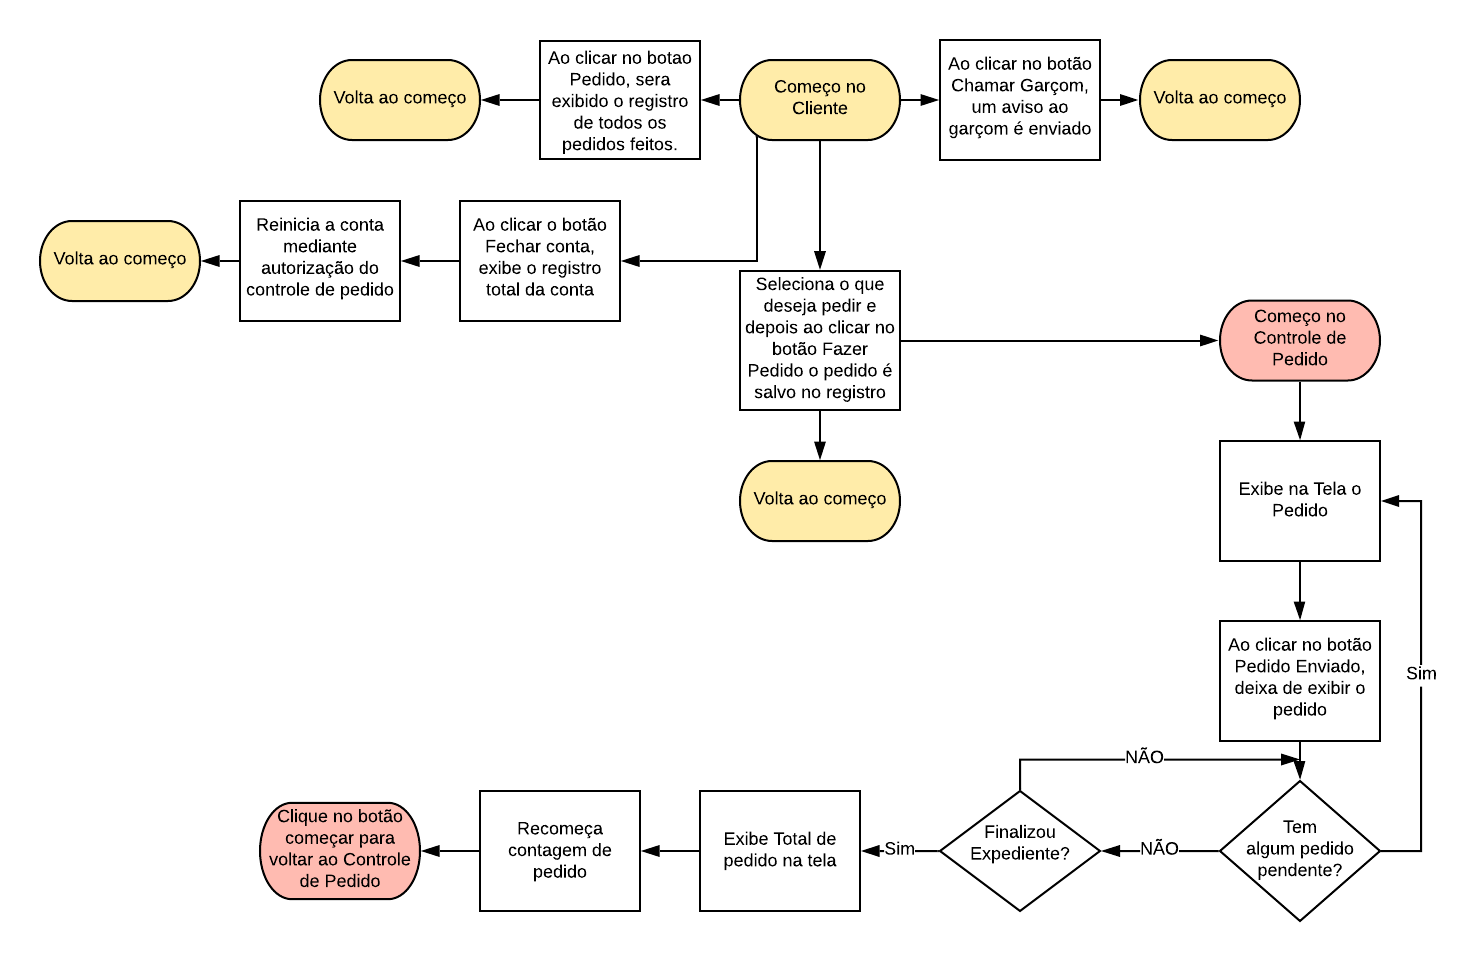 Volta ao começo
Ao clicar no botao
Pedido, sera
exibido o registro
de todos os
pedidos feitos.
Começo no
Cliente
Ao clicar no botão
Chamar Garçom,
um aviso ao
garçom é enviado
Volta ao começo
Volta ao começo
Reinicia a conta
mediante
autorização do
controle de pedido
Ao clicar o botão
Fechar conta,
exibe o registro
total da conta
Seleciona o que
deseja pedir e
depois ao clicar no
botão Fazer
Pedido o pedido é
salvo no registro
Começo no
Controle de
Pedido
Volta ao começo
Exibe na Tela o
Pedido
Ao clicar no botão
Pedido Enviado,
deixa de exibir o
pedido
Sim
NÃO
Clique no botão
começar para
voltar ao Controle
de Pedido
Recomeça
contagem de
pedido
Exibe Total de
pedido na tela
Sim
Finalizou
Expediente?
NÃO
Tem
algum pedido
pendente?